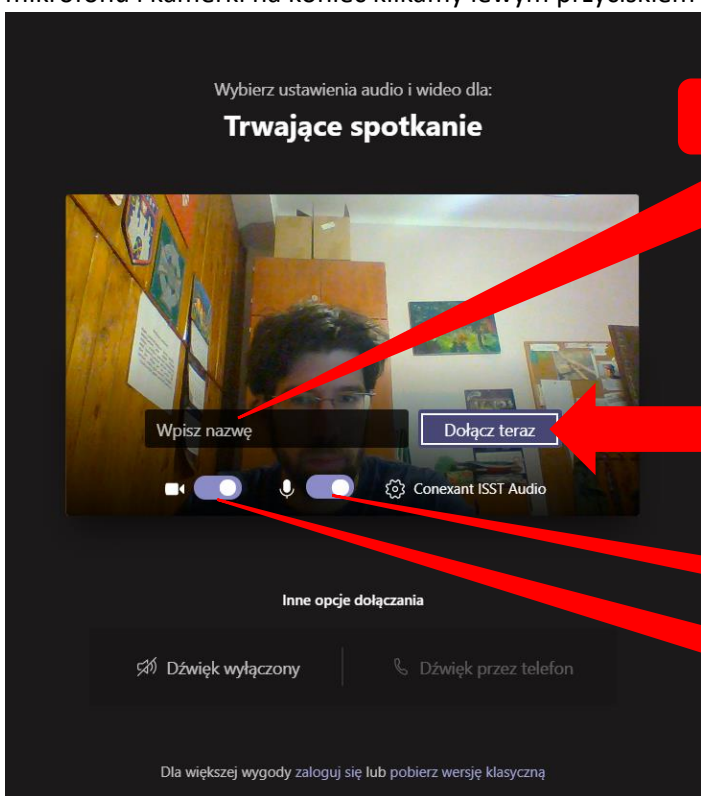 mikrofonu i kamerki na koniec klikamy lewym przyciskiem
Wybierz ustawienia audio i wideo dla:
Trwające spotkanie
Wpisz nazwę
Dołącz teraz
Conexant ISST Audio
Inne opcje dołączania
Dźwięk wyłączony
Dźwięk przez telefon
Dla większej wygody zaloguj się lub pobierz wersję klasyczną